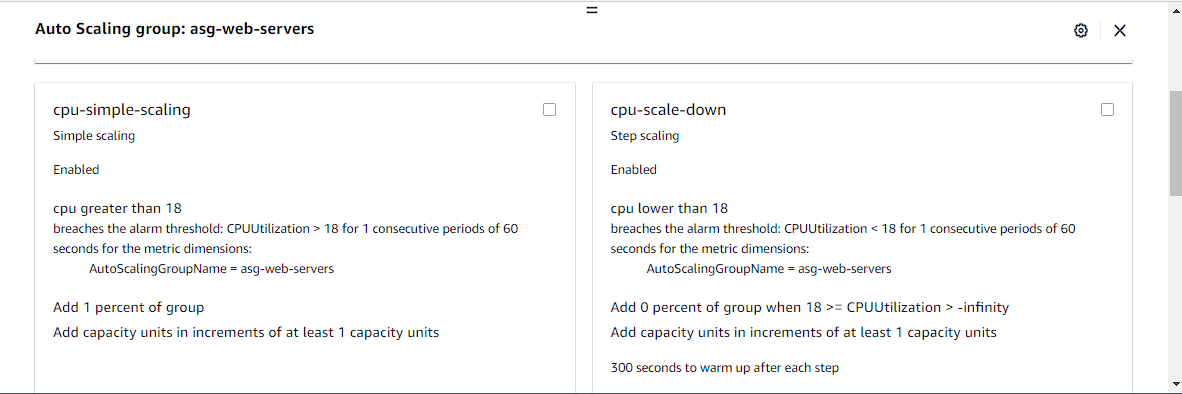 Auto Scaling group: asg-web-servers
cpu-simple-scaling
Simple scaling
Enabled
cpu greater than 18
breaches the alarm threshold: CPUUtilization > 18 for 1 consecutive periods of 60
seconds for the metric dimensions:
AutoScalingGroupName = asg-web-servers
Add 1 percent of group
Add capacity units in increments of at least 1 capacity units
cpu-scale-down
Step scaling
Enabled
cpu lower than 18
breaches the alarm threshold: CPUUtilization < 18 for 1 consecutive periods of 60
seconds for the metric dimensions:
AutoScalingGroupName = asg-web-servers
Add 0 percent of group when 18 >= CPUUtilization > -infinity
Add capacity units in increments of at least 1 capacity units
300 seconds to warm up after each step